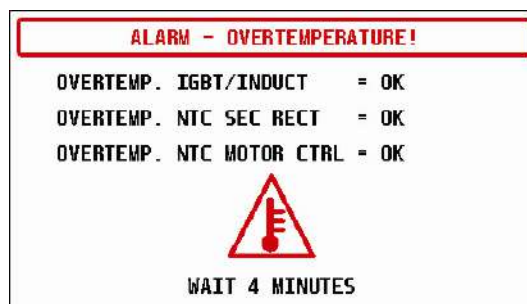 ALARM - OVERTEMPERATURE!
OVERTEMP. IGBT/INDUCT = OK
OVERTEMP. NTC SEC RECT = OK
OVERTEMP. NTC MOTOR CTRL = OK
WAIT 4 MINUTES